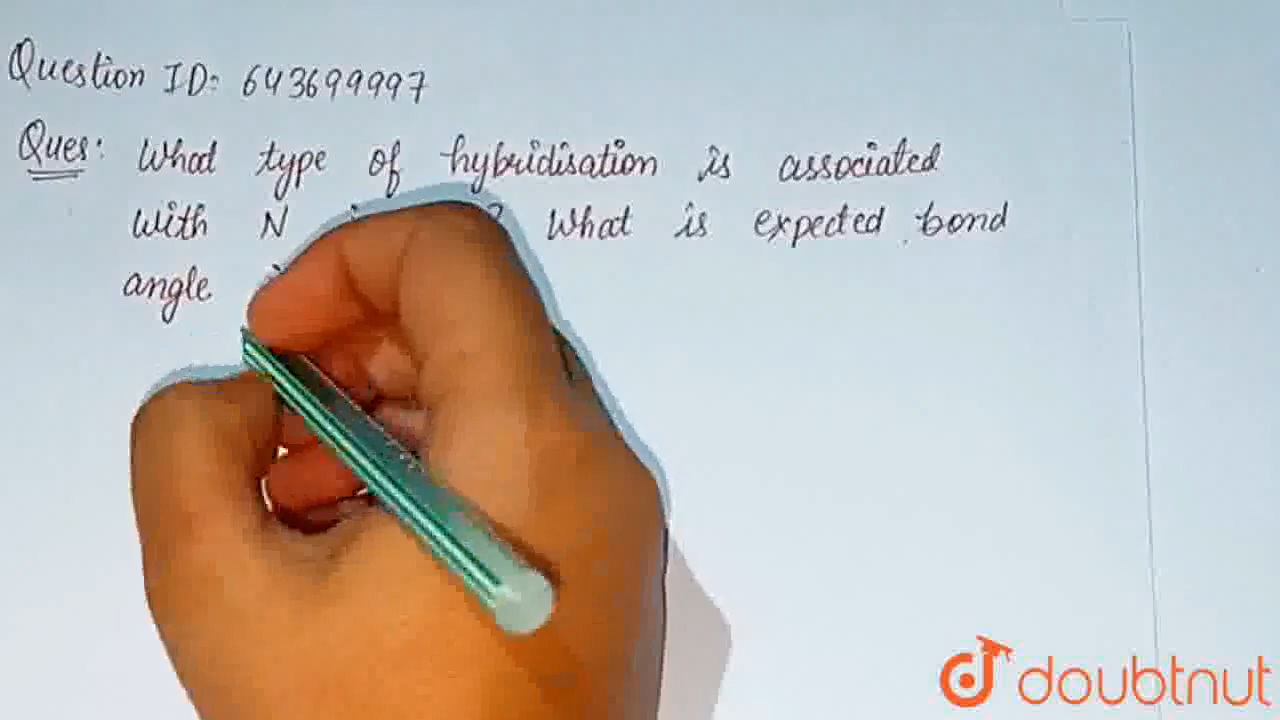 Question ID: 643699997
Ques: What type of hybridisation is associated
with N ? What is expected bond
angle
doubtnut